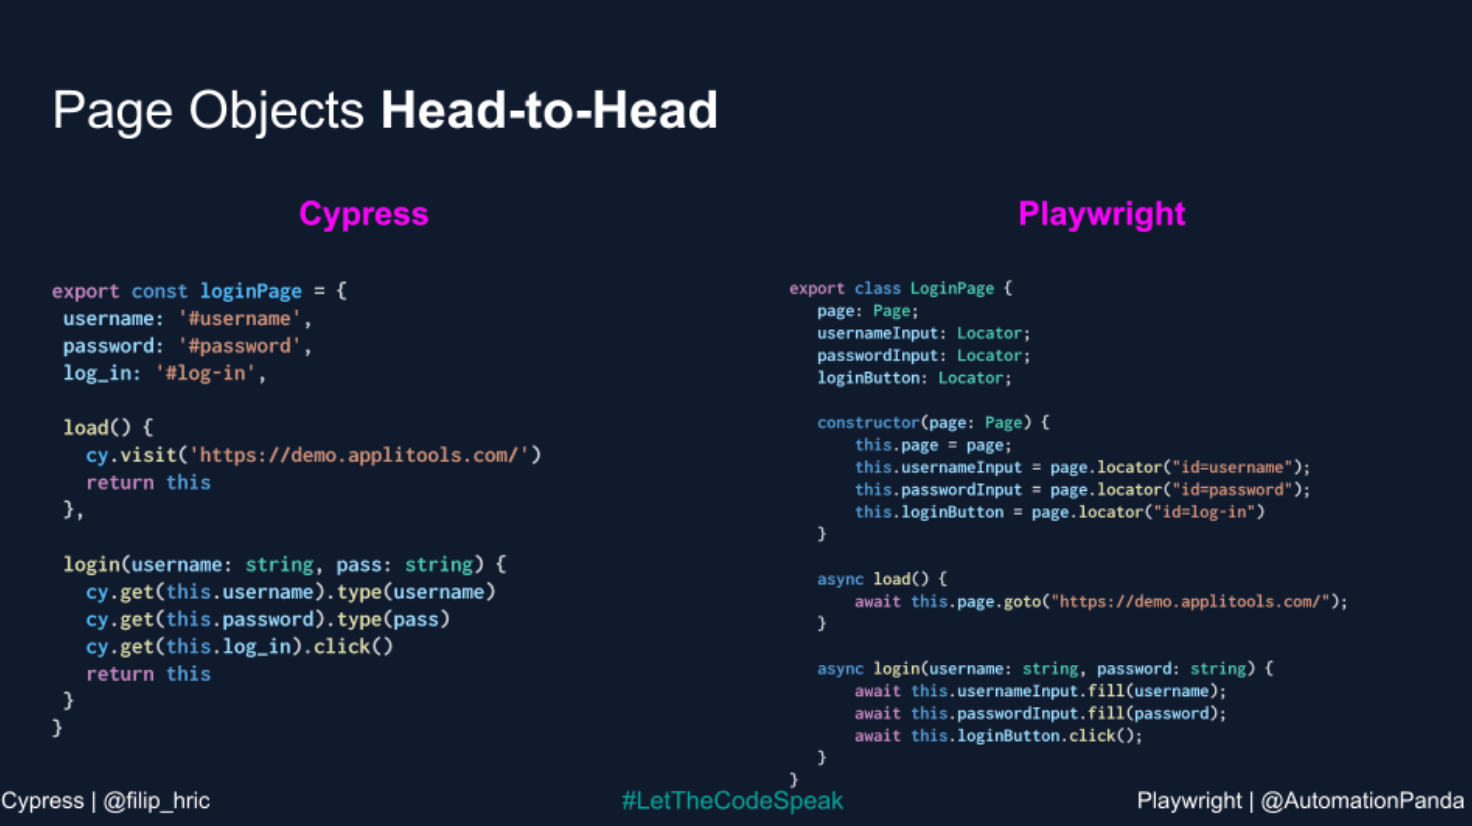 Page Objects Head-to-Head
Cypress
export const loginPage = {
 username: '#username',
 password: '#password',
 log_in: '#log-in',

 load() {
   cy.visit('https://demo.applitools.com/')
   return this
 },

 login(username: string, pass: string) {
   cy.get(this.username).type(username)
   cy.get(this.password).type(pass)
   cy.get(this.log_in).click()
   return this
 }
}
Playwright
export class LoginPage {
   page: Page;
   usernameInput: Locator;
   passwordInput: Locator;
   loginButton: Locator;

   constructor(page: Page) {
       this.page = page;
       this.usernameInput = page.locator("id=username");
       this.passwordInput = page.locator("id=password");
       this.loginButton = page.locator("id=log-in")
   }

   async load() {
       await this.page.goto("https://demo.applitools.com/");
   }

   async login(username: string, password: string) {
       await this.usernameInput.fill(username);
       await this.passwordInput.fill(password);
       await this.loginButton.click();
   }
}
Cypress | @filip_hric
#LetTheCodeSpeak
Playwright | @AutomationPanda